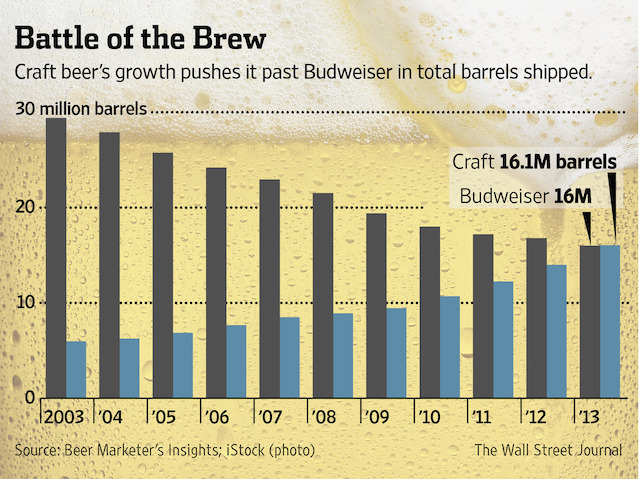 Battle of the Brew
Craft beer's growth pushes it past Budweiser in total barrels shipped.
30 million barrels
Craft 16.1M barrels
Budweiser 16M
20
10
0
2003 '04 '05 '06 '07 '08 '09 '10 '11 '12 '13
Source: Beer Marketer's Insights; iStock (photo) The Wall Street Journal